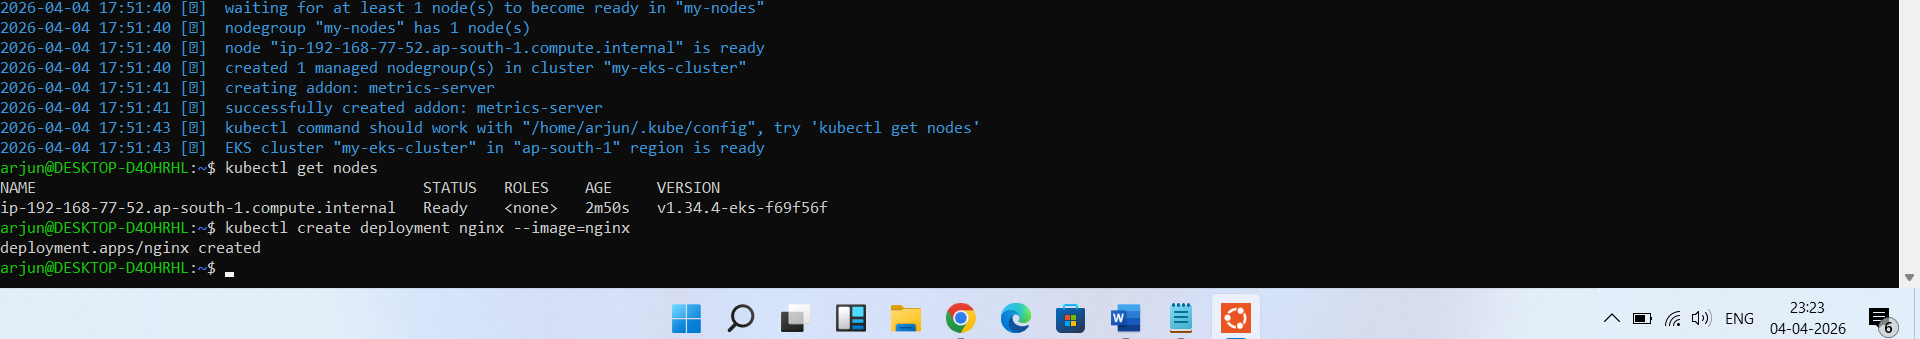 2026-04-04 17:51:40 [ ]  waiting for at least 1 node(s) to become ready in "my-nodes"
2026-04-04 17:51:40 [ ]  nodegroup "my-nodes" has 1 node(s)
2026-04-04 17:51:40 [ ]  node "ip-192-168-77-52.ap-south-1.compute.internal" is ready
2026-04-04 17:51:40 [ ]  created 1 managed nodegroup(s) in cluster "my-eks-cluster"
2026-04-04 17:51:41 [ ]  creating addon: metrics-server
2026-04-04 17:51:41 [ ]  successfully created addon: metrics-server
2026-04-04 17:51:43 [ ]  kubectl command should work with "/home/arjun/.kube/config", try 'kubectl get nodes'
2026-04-04 17:51:43 [ ]  EKS cluster "my-eks-cluster" in "ap-south-1" region is ready
arjun@DESKTOP-D4OHRHL:~$ kubectl get nodes
NAME STATUS ROLES AGE VERSION
ip-192-168-77-52.ap-south-1.compute.internal Ready <none> 2m50s v1.34.4-eks-f69f56f
arjun@DESKTOP-D4OHRHL:~$ kubectl create deployment nginx --image=nginx
deployment.apps/nginx created
arjun@DESKTOP-D4OHRHL:~$
W
ENG
23:23
04-04-2026
6